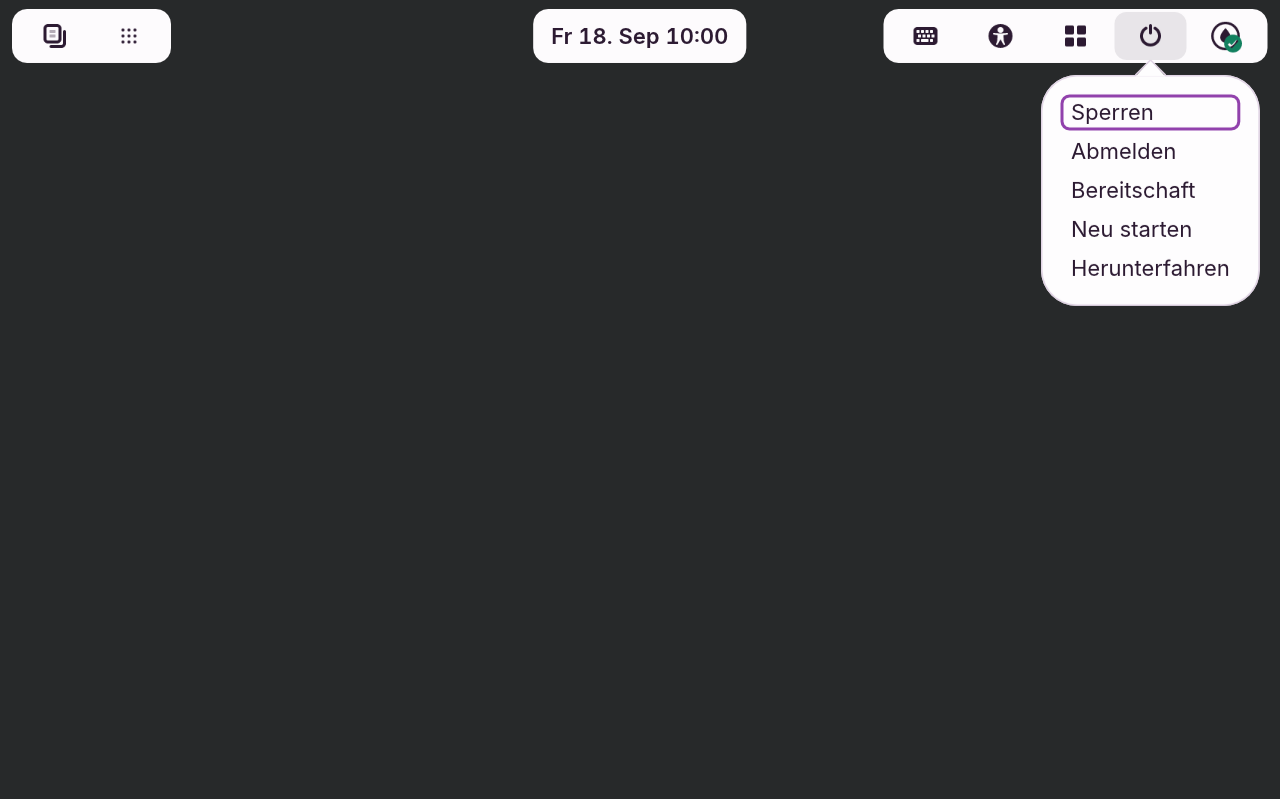 Fr 18. Sep 10:00
Sperren
Abmelden
Bereitschaft
Neu starten
Herunterfahren